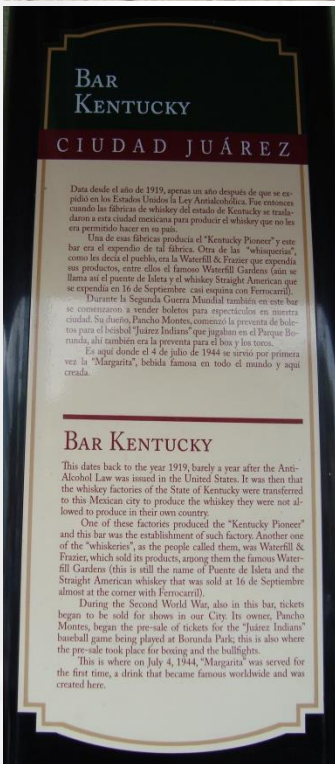 BAR
KENTUCKY
CIUDAD JUÁREZ
Data desde el año de 1919, apenas un año después de que se ex-
pidió en los Estados Unidos la Ley Antialcohólica. Fue entonces
cuando las fábricas de whiskey del estado de Kentucky se trasla-
daron a esta ciudad mexicana para producir el whiskey que no les
era permitido hacer en su país.
Una de esas fábricas producía el "Kentucky Pioneer" y este
bar era el expendio de tal fábrica. Otra de las "whisquerías",
como les decía el pueblo, era la Waterfill & Frazier que expendía
sus productos, entre ellos el famoso Waterfill Gardens (aún se
llama así el puente de Isleta y el whiskey Straight American que
se expendía en 16 de Septiembre casi esquina con Ferrocarril).
Durante la Segunda Guerra Mundial también en este bar
se comenzaron a vender boletos para espectáculos en nuestra
ciudad. Su dueño, Pancho Montes, comenzó la preventa de bole-
tos para el béisbol "Juárez Indians" que jugaban en el Parque Bo-
runda, ahí también era la preventa para el box y los toros.
Es aquí donde el 4 de julio de 1944 se sirvió por primera
vez la "Margarita", bebida famosa en todo el mundo y aquí
creada.
BAR KENTUCKY
This dates back to the year 1919, barely a year after the Anti-
Alcohol Law was issued in the United States. It was then that
the whiskey factories of the State of Kentucky were transferred
to this Mexican city to produce the whiskey they were not al-
lowed to produce in their own country.
One of these factories produced the "Kentucky Pioneer"
and this bar was the establishment of such factory. Another one
of the "whiskeries", as the people called them, was Waterfill &
Frazier, which sold its products, among them the famous Water-
fill Gardens (this is still the name of Puente de Isleta and the
Straight American whiskey that was sold at 16 de Septiembre
almost at the corner with Ferrocarril).
During the Second World War, also in this bar, tickets
began to be sold for shows in our City. Its owner, Pancho
Montes, began the pre-sale of tickets for the "Juárez Indians"
baseball game being played at Borunda Park; this is also where
the pre-sale took place for boxing and the bullfights.
This is where on July 4, 1944, "Margarita" was served for
the first time, a drink that became famous worldwide and was
created here.